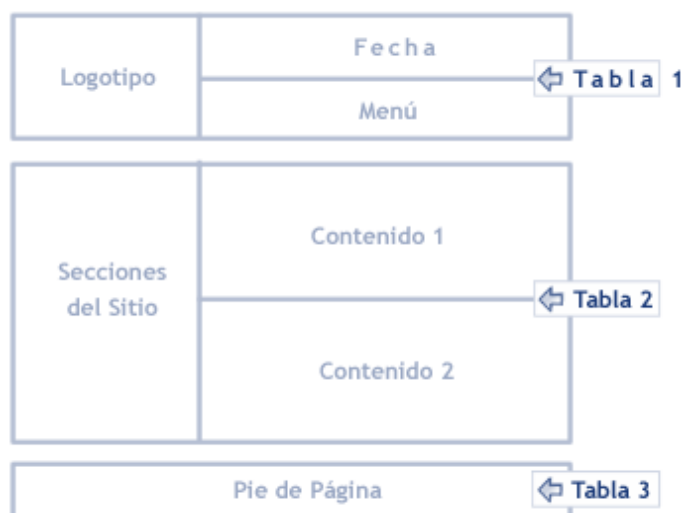 Fecha
Logotipo
Tabla 1
Menú
Contenido 1
Secciones
del Sitio
Tabla 2
Contenido 2
Pie de Página
Tabla 3